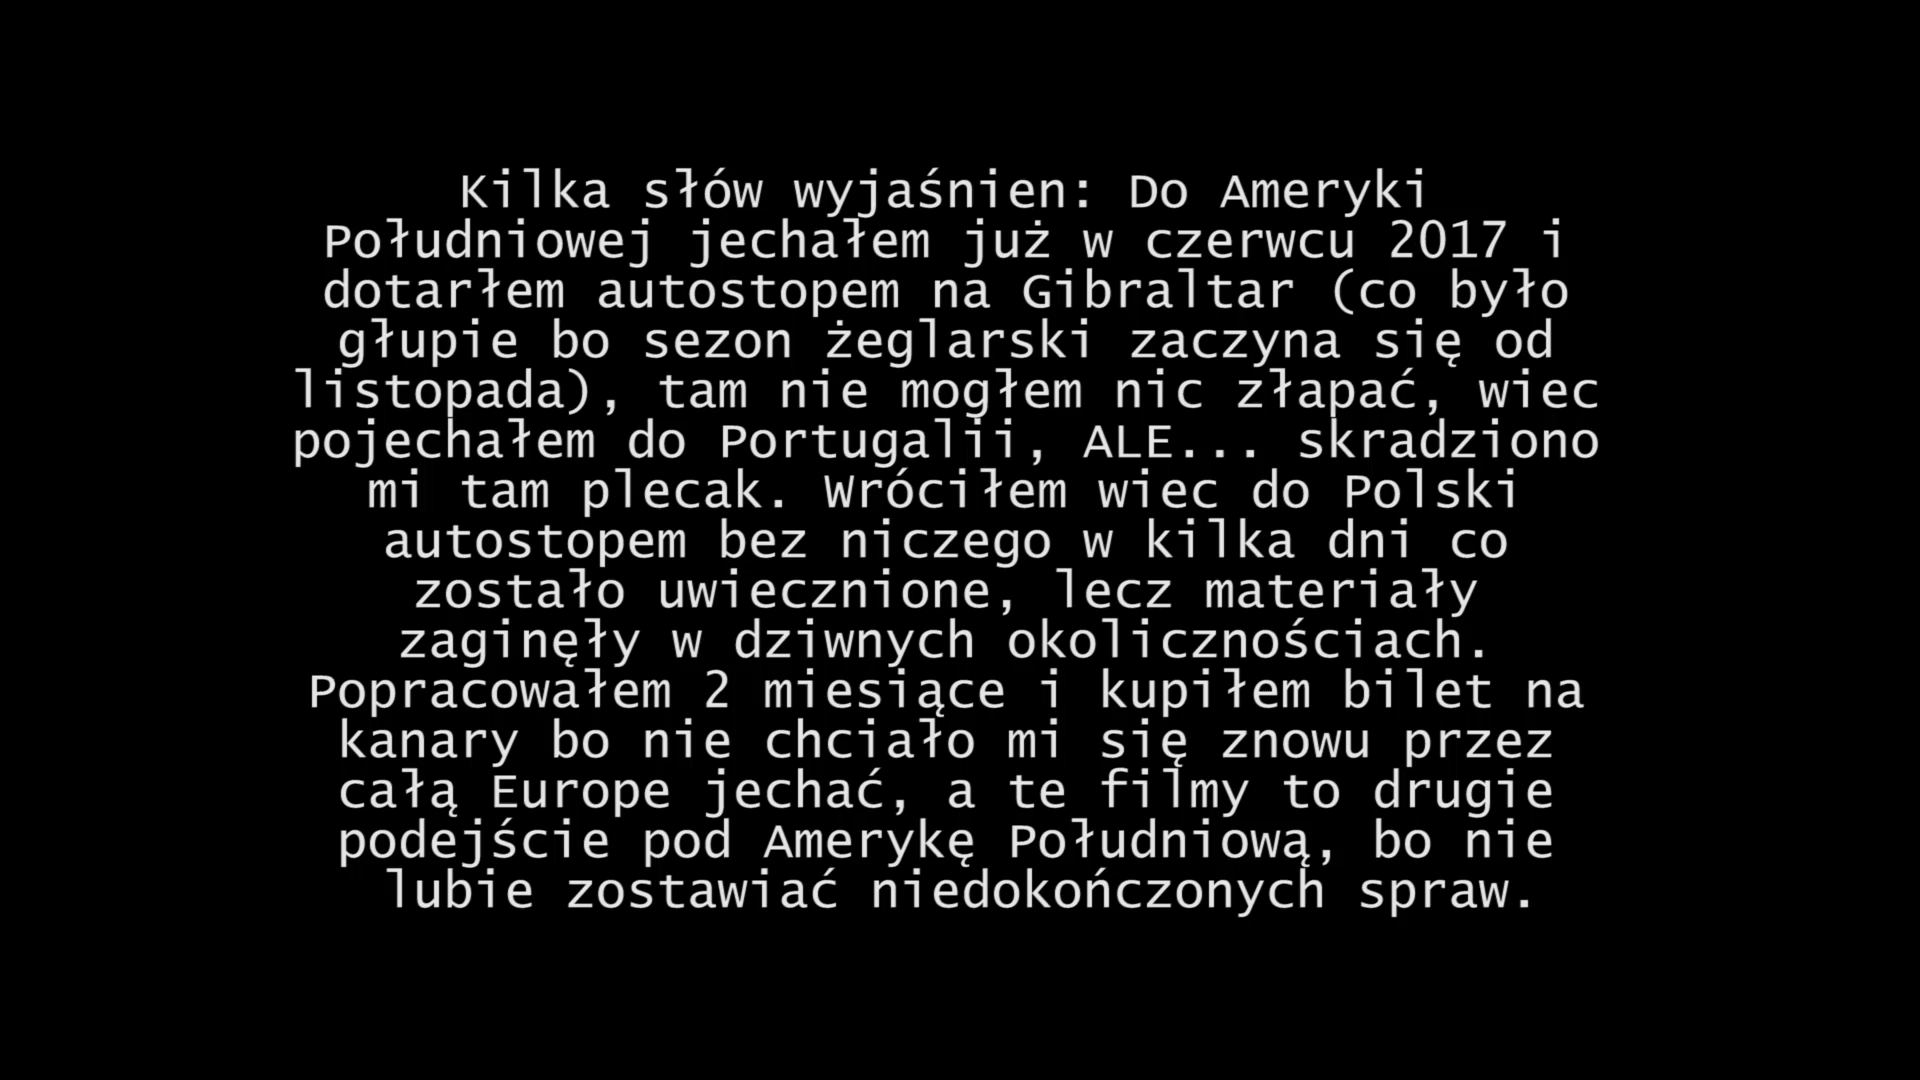 Kilka słów wyjaśnien: Do Ameryki
Południowej jechałem już w czerwcu 2017 i
dotarłem autostopem na Gibraltar (co było
głupie bo sezon żeglarski zaczyna się od
listopada), tam nie mogłem nic złapać, wiec
pojechałem do Portugalii, ALE... skradziono
mi tam plecak. Wróciłem wiec do Polski
autostopem bez niczego w kilka dni co
zostało uwiecznione, lecz materiały
zaginęły w dziwnych okolicznościach.
Popracowałem 2 miesiące i kupiłem bilet na
kanary bo nie chciało mi się znowu przez
całą Europe jechać, a te filmy to drugie
podejście pod Amerykę Południową, bo nie
lubie zostawiać niedokończonych spraw.